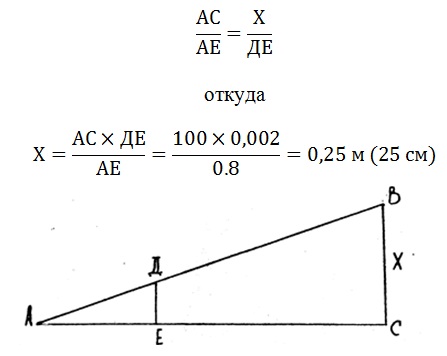 АС/АЕ = Х/ДЕ
откуда
Х = АС × ДЕ/АЕ = 100 × 0,002/0.8 = 0,25 м (25 см)
В
Д
Х
А
Е
С